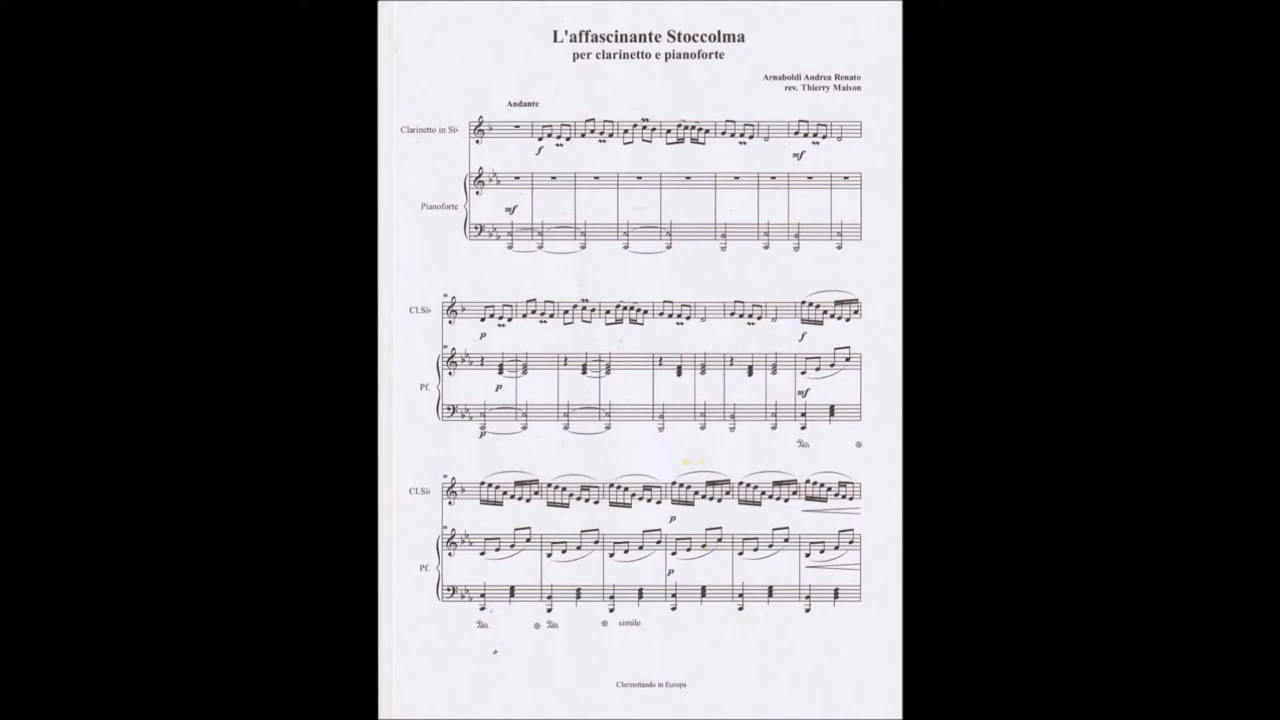 L'affascinante Stoccolma
per clarinetto e pianoforte
Arnaboldi Andrea Renato
rev. Thierry Maison
Andante
Clarinetto in Si♭
f
mf
Pianoforte
mf
Cl.Si♭
p
f
p
Pf.
mf
p
Cl.Si♭
p
Pf.
p
simile
Clarinettando in Europa